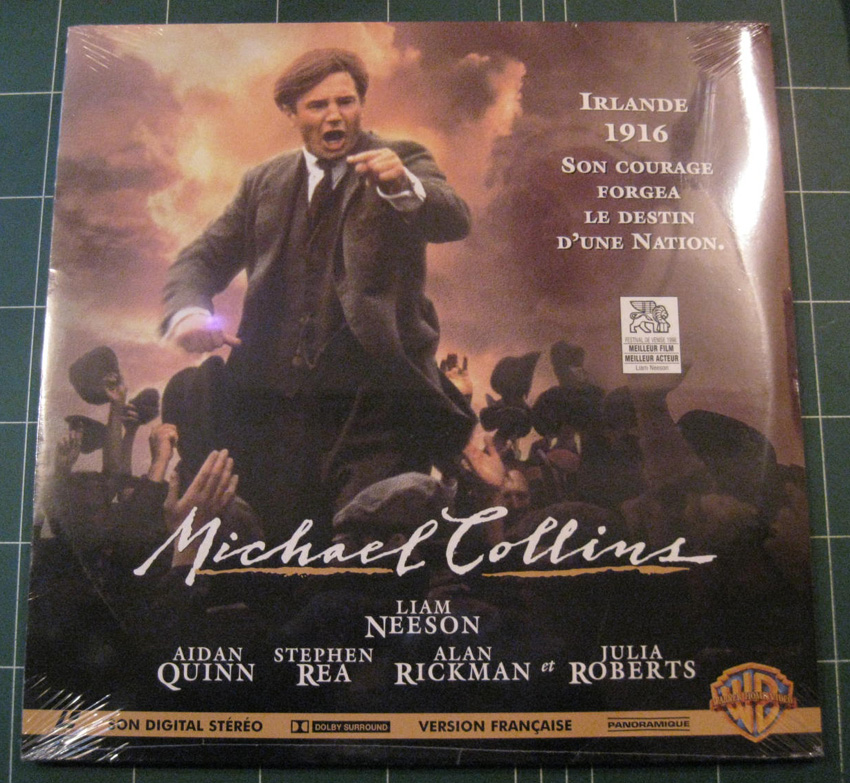 IRLANDE
1916
SON COURAGE
FORGEA
LE DESTIN
D'UNE NATION.
FESTIVAL DE VENISE 1996
MEILLEUR FILM
MEILLEUR ACTEUR
Liam Neeson
Michael Collins
LIAM
NEESON
AIDAN
QUINN
STEPHEN
REA
ALAN
RICKMAN
et
JULIA
ROBERTS
SON DIGITAL STÉRÉO
DOLBY SURROUND
VERSION FRANÇAISE
PANORAMIQUE
WB